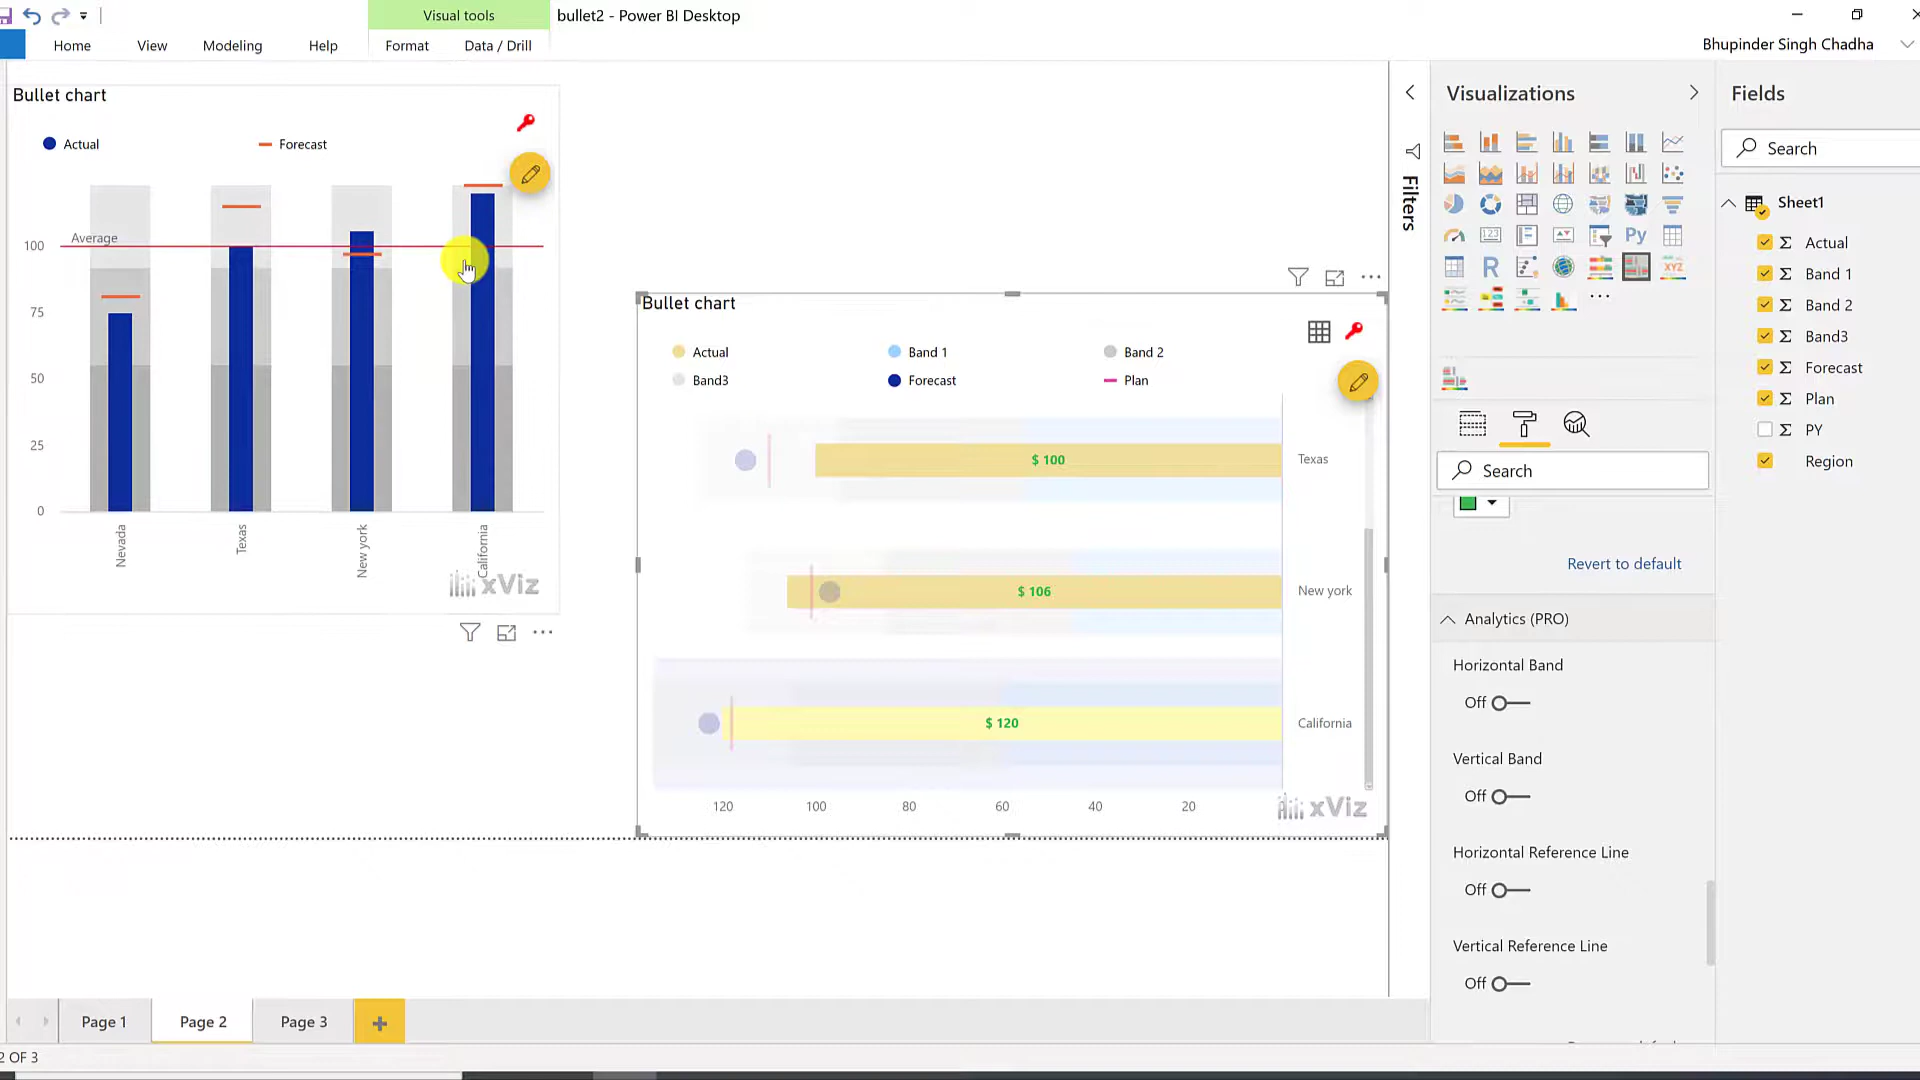 Visual tools
bullet2 - Power BI Desktop
Home
View
Modeling
Help
Format
Data / Drill
Bhupinder Singh Chadha
Bullet chart
Actual
Forecast
Average
100
75
50
25
0
Nevada
Texas
New york
California
xViz
Bullet chart
Actual
Band 1
Band 2
Band3
Forecast
Plan
$ 100
Texas
$ 106
New york
$ 120
California
120
100
80
60
40
20
xViz
Filters
Visualizations
123
R
Py
XYZ
Search
Revert to default
Analytics (PRO)
Horizontal Band
Off
Vertical Band
Off
Horizontal Reference Line
Off
Vertical Reference Line
Off
Fields
Search
Sheet1
Actual
Band 1
Band 2
Band3
Forecast
Plan
PY
Region
Page 1
Page 2
Page 3
2 OF 3